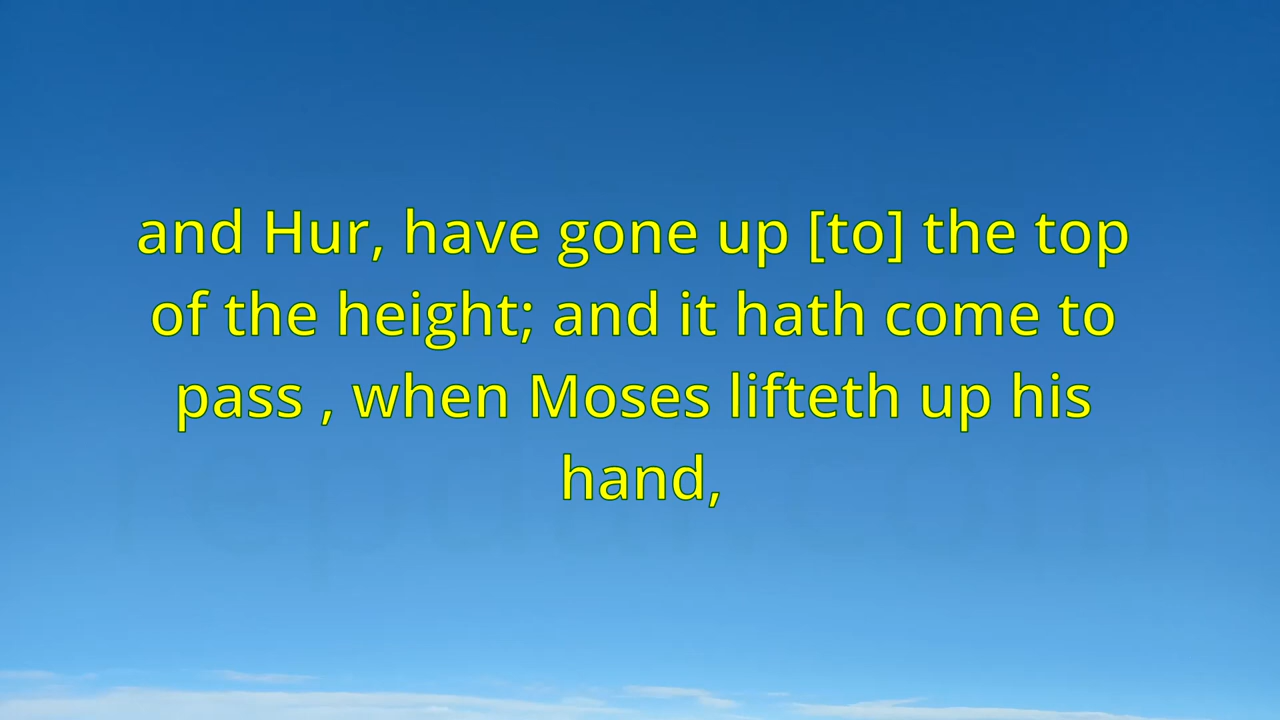 and Hur, have gone up [to] the top
of the height; and it hath come to
pass , when Moses lifteth up his
hand,